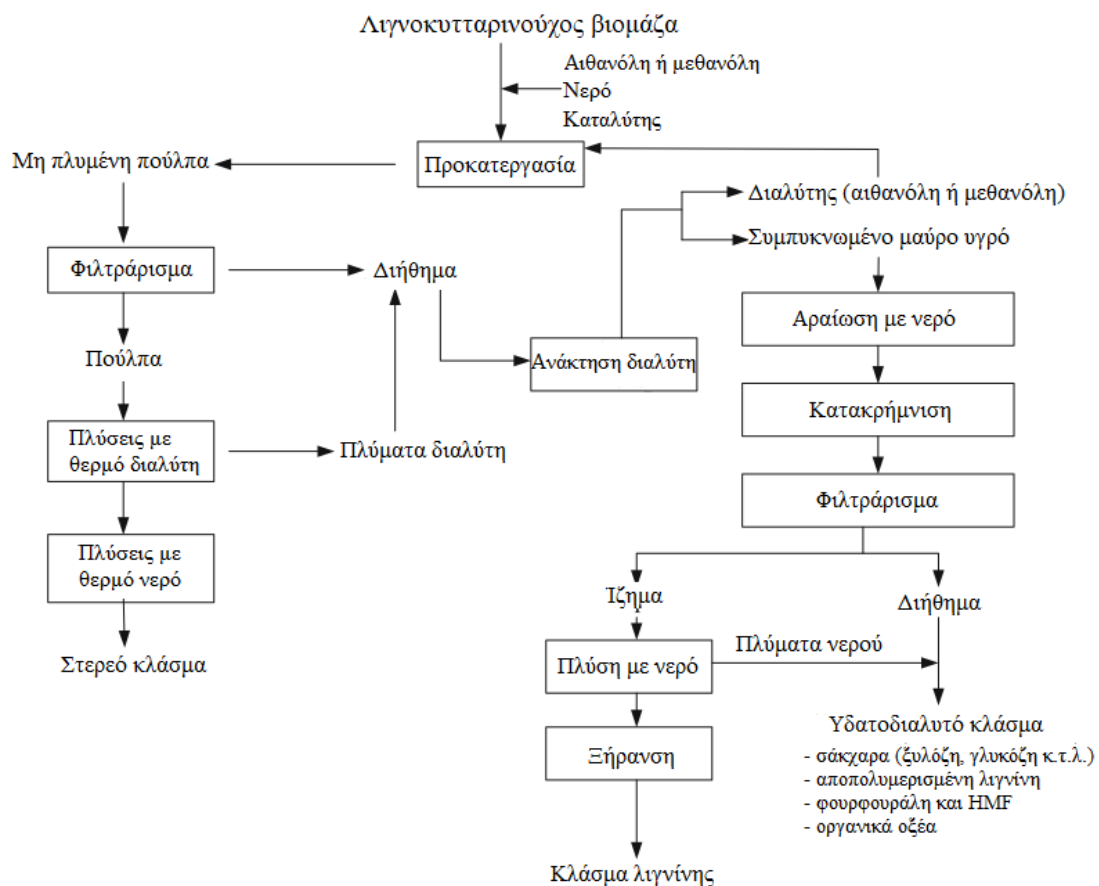 Λιγνοκυτταρινούχος βιομάζα
Αιθανόλη ή μεθανόλη
Νερό
Καταλύτης
Μη πλυμένη πούλπα
Προκατεργασία
Διαλύτης (αιθανόλη ή μεθανόλη)
Συμπυκνωμένο μαύρο υγρό
Φιλτράρισμα
Διήθημα
Αραίωση με νερό
Πούλπα
Ανάκτηση διαλύτη
Κατακρήμνιση
Πλύσεις με
θερμό διαλύτη
Πλύματα διαλύτη
Φιλτράρισμα
Πλύσεις με
θερμό νερό
Ίζημα
Διήθημα
Στερεό κλάσμα
Πλύση με νερό
Πλύματα νερού
Υδατοδιαλυτό κλάσμα
- σάκχαρα (ξυλόζη, γλυκόζη κ.τ.λ.)
- αποπολυμερισμένη λιγνίνη
- φουρφουράλη και HMF
- οργανικά οξέα
Ξήρανση
Κλάσμα λιγνίνης